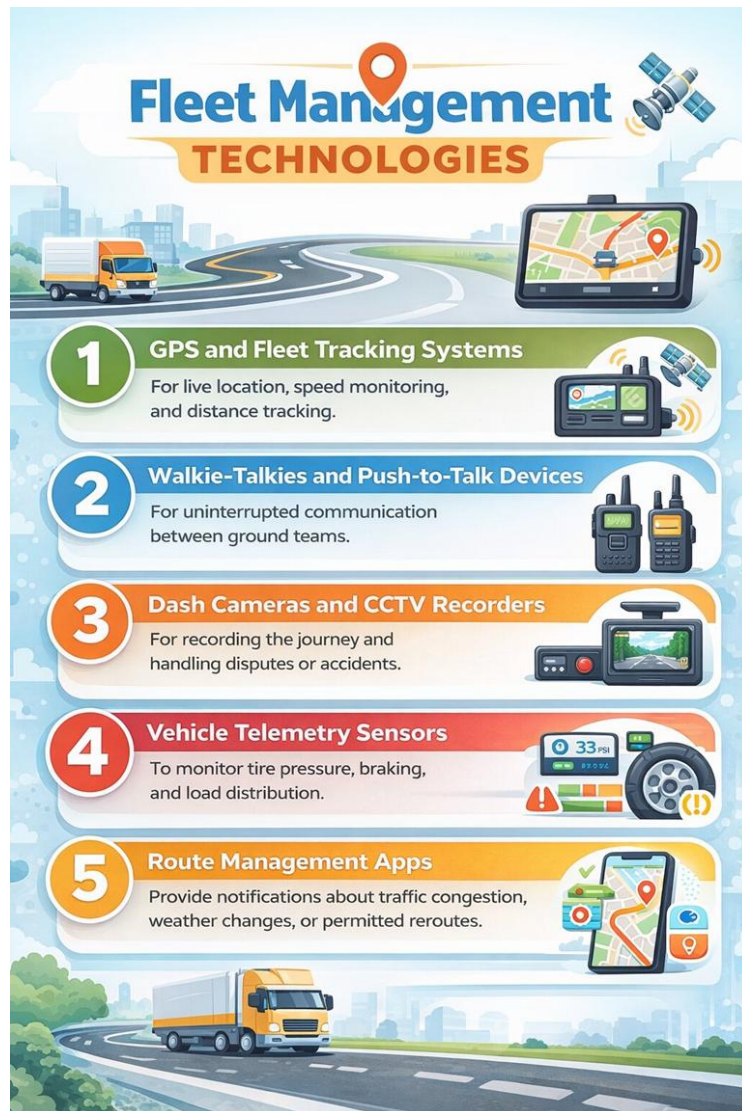 Fleet Management
TECHNOLOGIES
1
GPS and Fleet Tracking Systems
For live location, speed monitoring,
and distance tracking.
2
Walkie-Talkies and Push-to-Talk Devices
For uninterrupted communication
between ground teams.
3
Dash Cameras and CCTV Recorders
For recording the journey and
handling disputes or accidents.
4
Vehicle Telemetry Sensors
To monitor tire pressure, braking,
and load distribution.
33 PSI
5
Route Management Apps
Provide notifications about traffic congestion,
weather changes, or permitted reroutes.